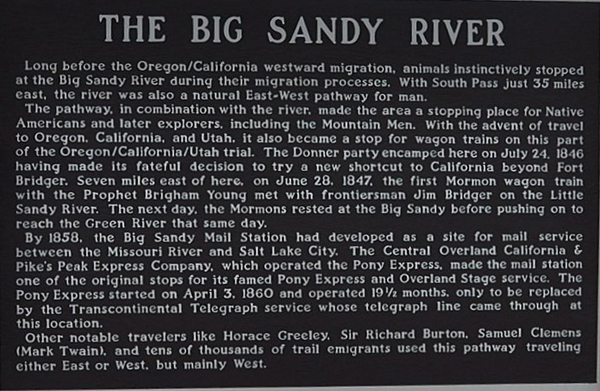 THE BIG SANDY RIVER
Long before the Oregon/California westward migration, animals instinctively stopped
at the Big Sandy River during their migration processes. With South Pass just 35 miles
east, the river was also a natural East-West pathway for man.
The pathway, in combination with the river, made the area a stopping place for Native
Americans and later explorers, including the Mountain Men. With the advent of travel
to Oregon, California, and Utah, it also became a stop for wagon trains on this part
of the Oregon/California/Utah trial. The Donner party encamped here on July 24, 1846
having made its fateful decision to try a new shortcut to California beyond Fort
Bridger. Seven miles east of here, on June 28, 1847, the first Mormon wagon train
with the Prophet Brigham Young met with frontiersman Jim Bridger on the Little
Sandy River. The next day, the Mormons rested at the Big Sandy before pushing on to
reach the Green River that same day.
By 1858, the Big Sandy Mail Station had developed as a site for mail service
between the Missouri River and Salt Lake City. The Central Overland California &
Pike's Peak Express Company, which operated the Pony Express, made the mail station
one of the original stops for its famed Pony Express and Overland Stage service. The
Pony Express started on April 3, 1860 and operated 19½ months, only to be replaced
by the Transcontinental Telegraph service whose telegraph line came through at
this location.
Other notable travelers like Horace Greeley, Sir Richard Burton, Samuel Clemens
(Mark Twain), and tens of thousands of trail emigrants used this pathway traveling
either East or West, but mainly West.